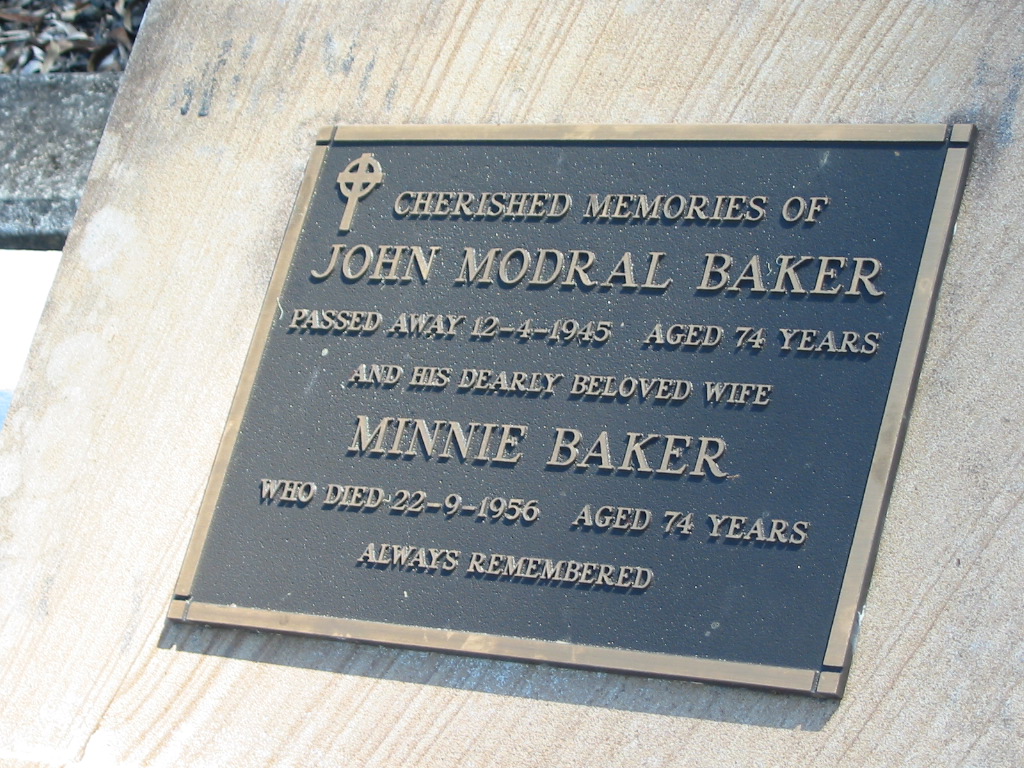 CHERISHED MEMORIES OF
JOHN MODRAL BAKER
PASSED AWAY 12-4-1945 AGED 74 YEARS
AND HIS DEARLY BELOVED WIFE
MINNIE BAKER
WHO DIED 22-9-1956 AGED 74 YEARS
ALWAYS REMEMBERED